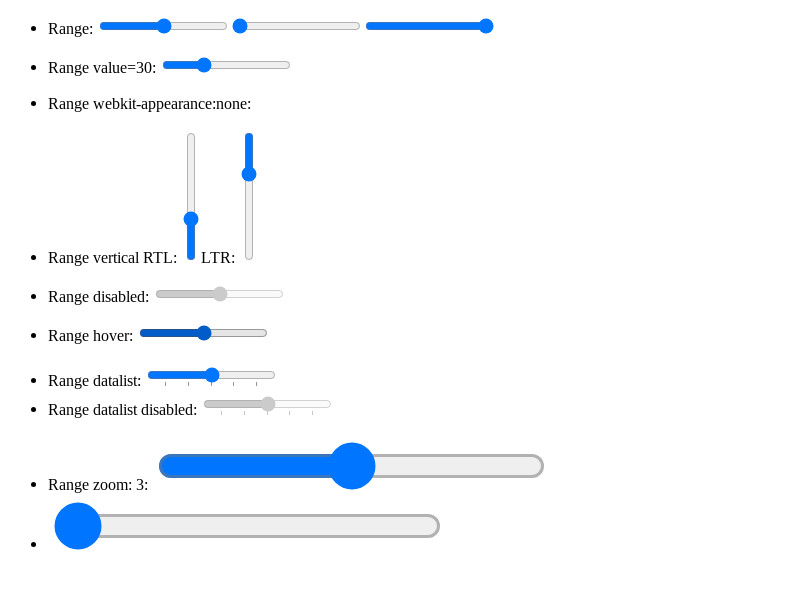 Range:
Range value=30:
Range webkit-appearance:none:
Range vertical RTL: LTR:
Range disabled:
Range hover:
Range datalist:
Range datalist disabled:
Range zoom: 3: